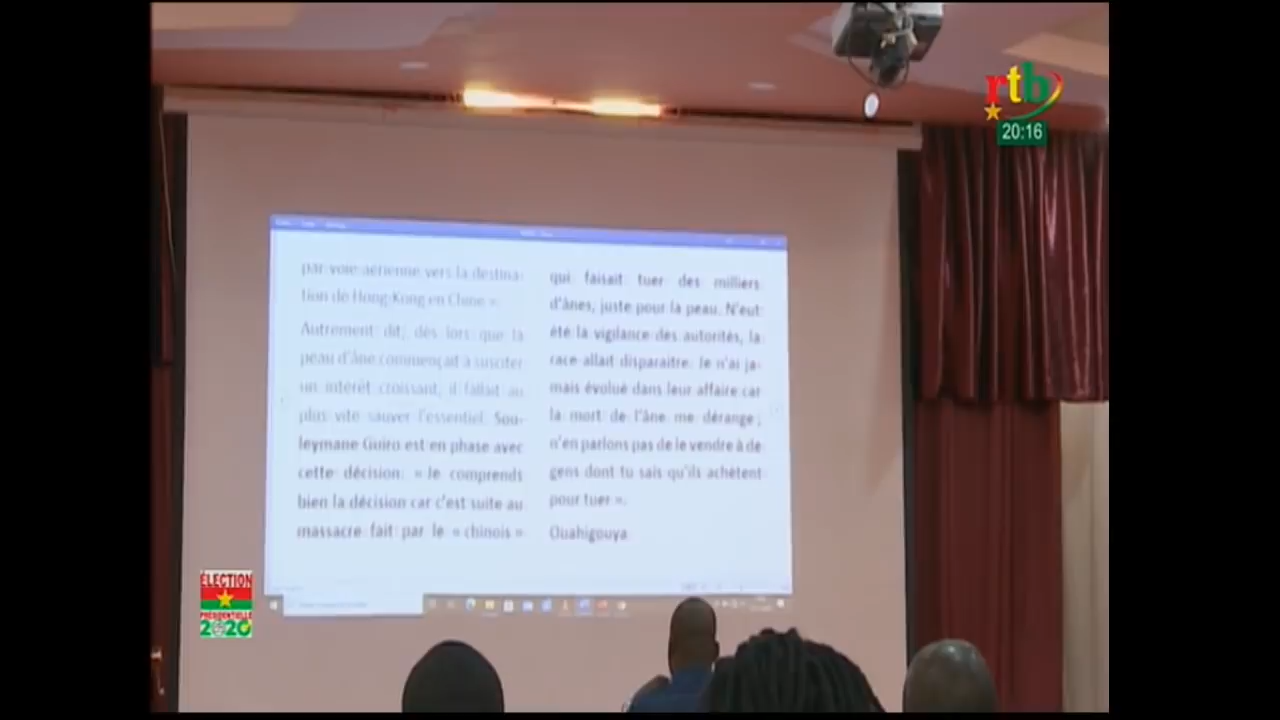 rtb
20:16
par voie aérienne vers la destina-
tion de Hong-Kong en Chine ».
Autrement dit, dès lors que la
peau d'âne commençait à susciter
un intérêt croissant, il fallait au
plus vite sauver l'essentiel. Sou-
leymane Guiro est en phase avec
cette décision: « Je comprends
bien la décision car c'est suite au
massacre fait par le « chinois »
qui faisait tuer des milliers
d'ânes, juste pour la peau. N'eut
été la vigilance des autorités, la
race allait disparaitre. Je n'ai ja-
mais évolué dans leur affaire car
la mort de l'âne me dérange ;
n'en parlons pas de le vendre à de
gens dont tu sais qu'ils achètent
pour tuer ».
Ouahigouya
ÉLECTION
PRÉSIDENTIELLE
2020